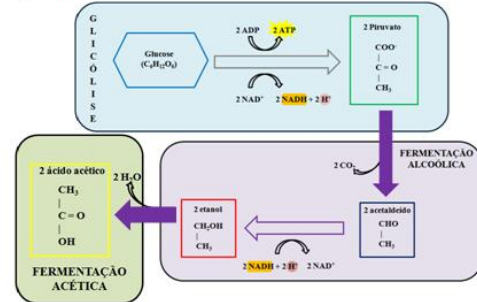 GLICÓLISE
Glucose
(C₆H₁₂O₆)
2 ADP
2 ATP
2 NAD⁺
2 NADH + 2 H⁺
2 Piruvato
COO⁻
|
C = O
|
CH₃
FERMENTAÇÃO
ALCOÓLICA
2 CO₂
2 acetaldeído
CHO
|
CH₃
2 NADH + 2 H⁺
2 NAD⁺
2 etanol
CH₂OH
|
CH₃
2 H₂O
2 ácido acético
CH₃
|
C = O
|
OH
FERMENTAÇÃO
ACÉTICA